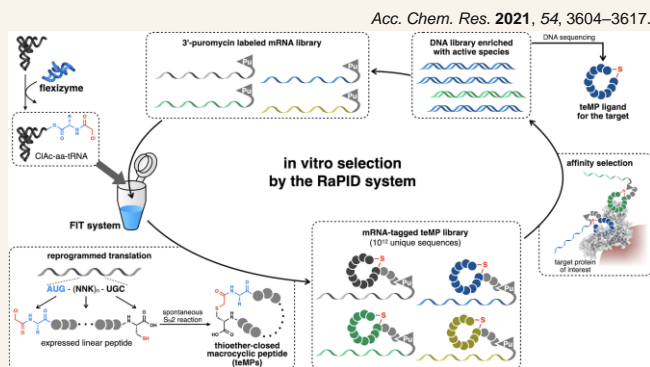 Acc. Chem. Res. 2021, 54, 3604–3617.
flexizyme
ClAc-aa-tRNA
FIT system
3'-puromycin labeled mRNA library
Pu
Pu
Pu
Pu
DNA library enriched
with active species
DNA sequencing
S
teMP ligand
for the target
in vitro selection
by the RaPID system
affinity selection
target protein
of interest
mRNA-tagged teMP library
(10¹² unique sequences)
S
Pu
S
Pu
S
Pu
S
Pu
reprogrammed translation
AUG - (NNK)n - UGC
expressed linear peptide
spontaneous
SN2 reaction
thioether-closed
macrocyclic peptide
(teMPs)